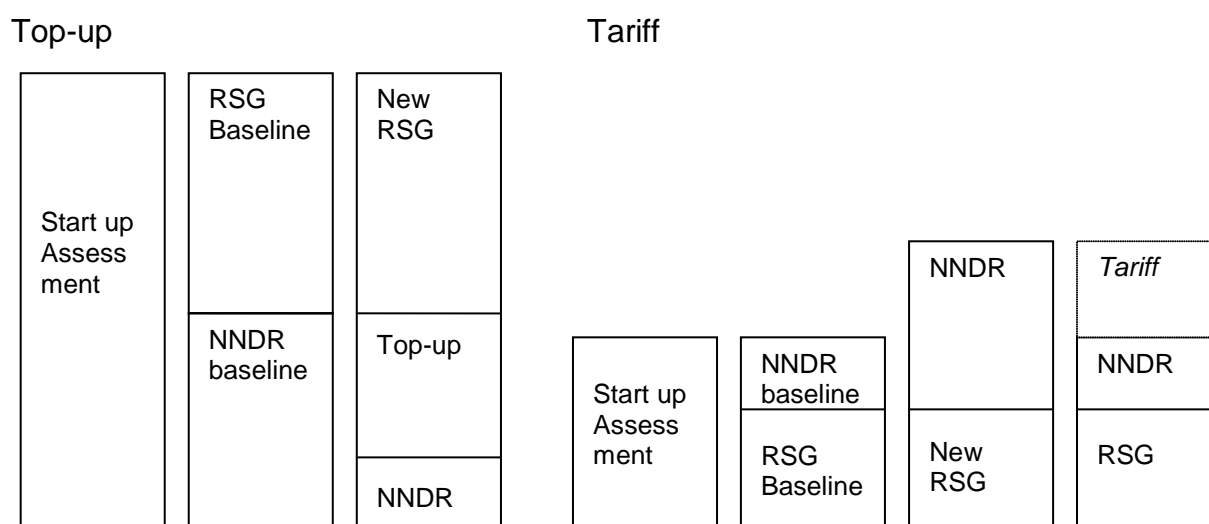 Top-up
Start up
Assess
ment
RSG
Baseline
NNDR
baseline
New
RSG
Top-up
NNDR
Tariff
Start up
Assess
ment
NNDR
baseline
RSG
Baseline
NNDR
New
RSG
Tariff
NNDR
RSG